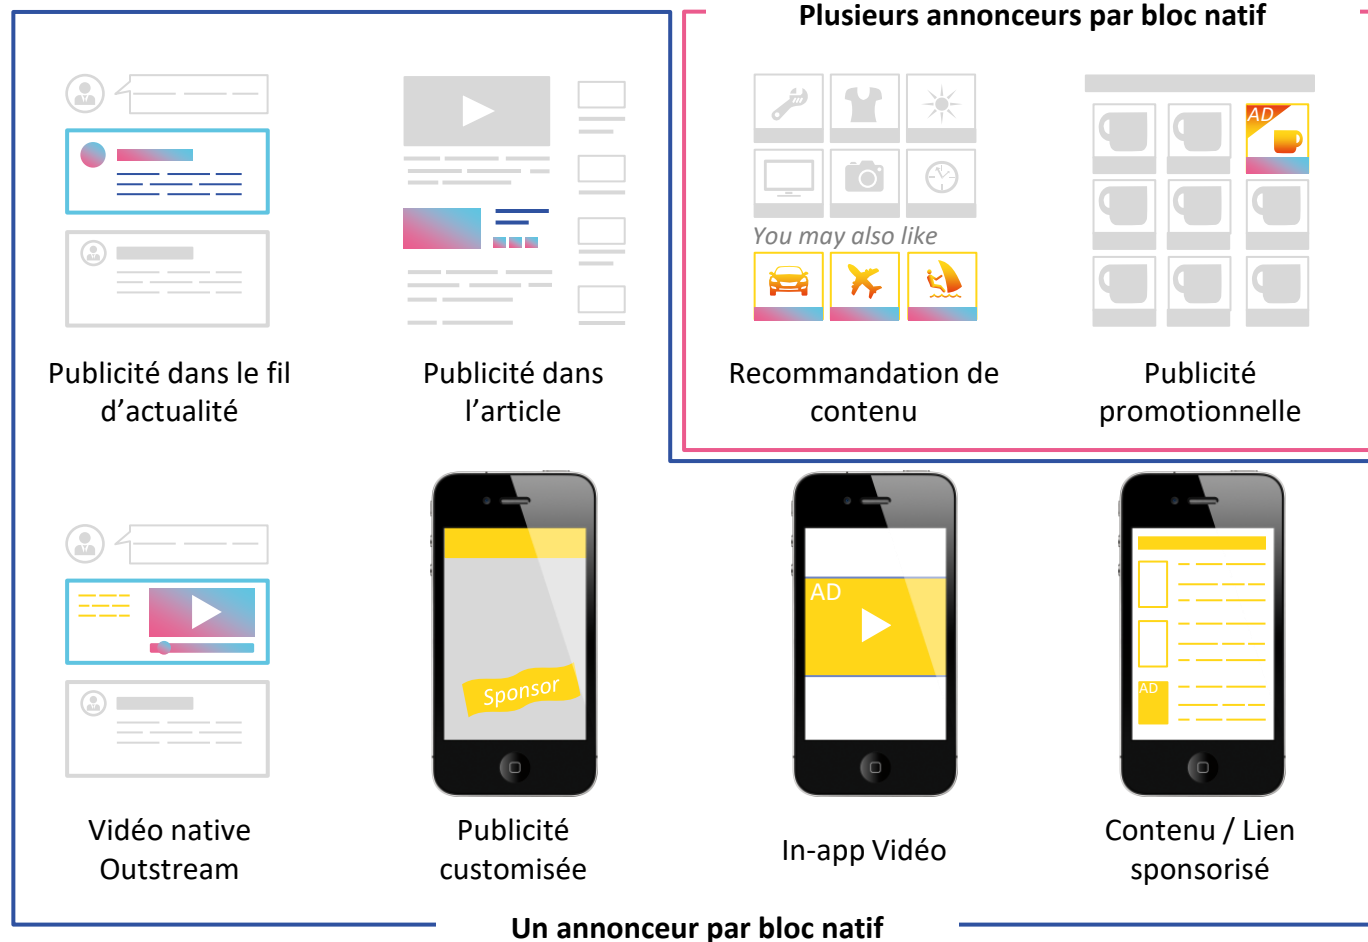 Plusieurs annonceurs par bloc natif
You may also like
AD
Publicité dans le fil
d’actualité
Publicité dans
l’article
Recommandation de
contenu
Publicité
promotionnelle
Sponsor
AD
AD
Vidéo native
Outstream
Publicité
customisée
In-app Vidéo
Contenu / Lien
sponsorisé
Un annonceur par bloc natif